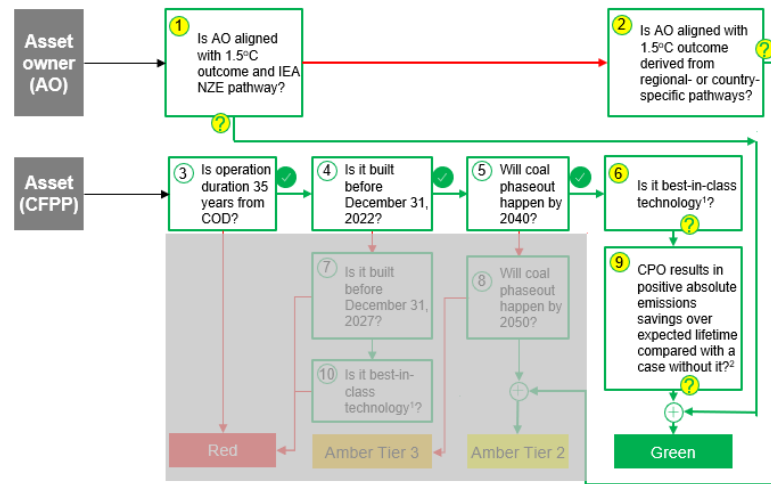 Asset
owner
(AO)
1
Is AO aligned
with 1.5°C
outcome and IEA
NZE pathway?
2
Is AO aligned with
1.5°C outcome
derived from
regional- or country-
specific pathways?
?
?
Asset
(CFPP)
3
Is operation
duration 35
years from
COD?
4
Is it built
before
December 31,
2022?
5
Will coal
phaseout
happen by
2040?
6
Is it best-in-class
technology¹?
?
7
Is it built
before
December 31,
2027?
8
Will coal
phaseout
happen by
2050?
9
CPO results in
positive absolute
emissions
savings over
expected lifetime
compared with a
case without it?²
?
10
Is it best-in-
class
technology¹?
Red
Amber Tier 3
Amber Tier 2
Green